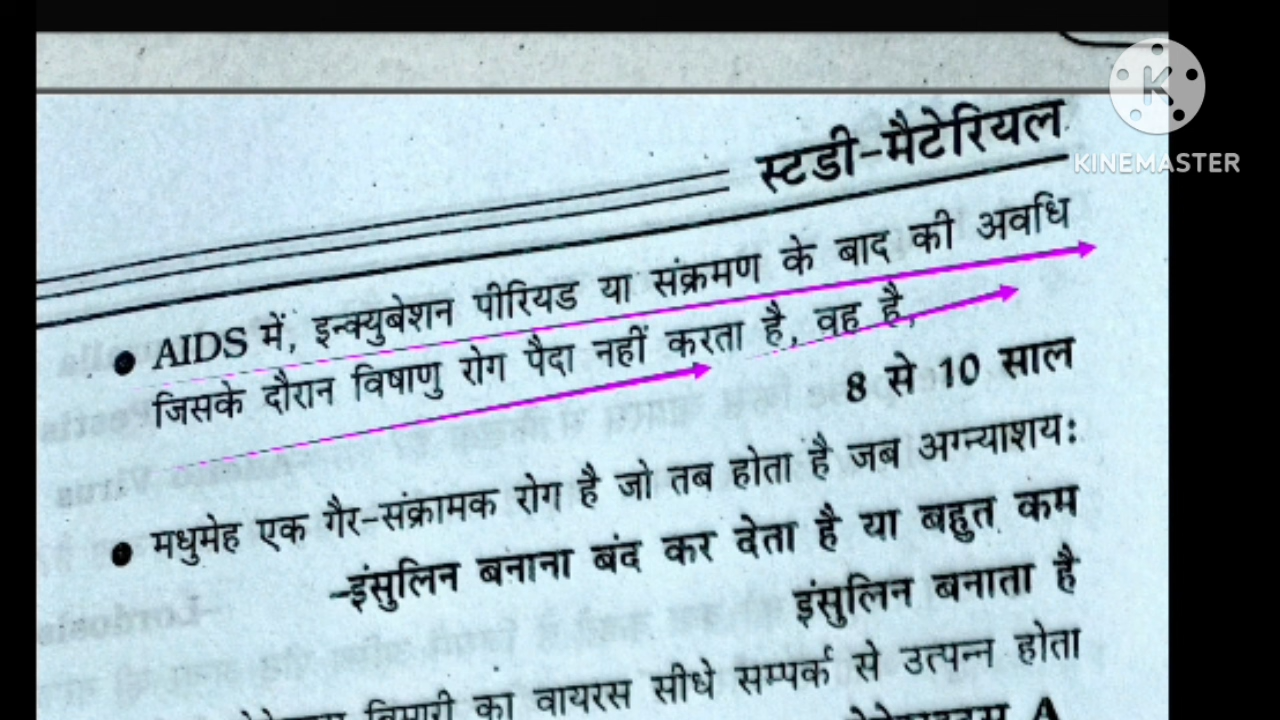 KINEMASTER
स्टडी-मैटेरियल
● AIDS में, इन्क्युबेशन पीरियड या संक्रमण के बाद की अवधि
जिसके दौरान विषाणु रोग पैदा नहीं करता है, वह है,
8 से 10 साल
● मधुमेह एक गैर-संक्रामक रोग है जो तब होता है जब अग्न्याशय:
-इंसुलिन बनाना बंद कर देता है या बहुत कम
इंसुलिन बनाता है
बिमारी का वायरस सीधे सम्पर्क से उत्पन्न होता
A